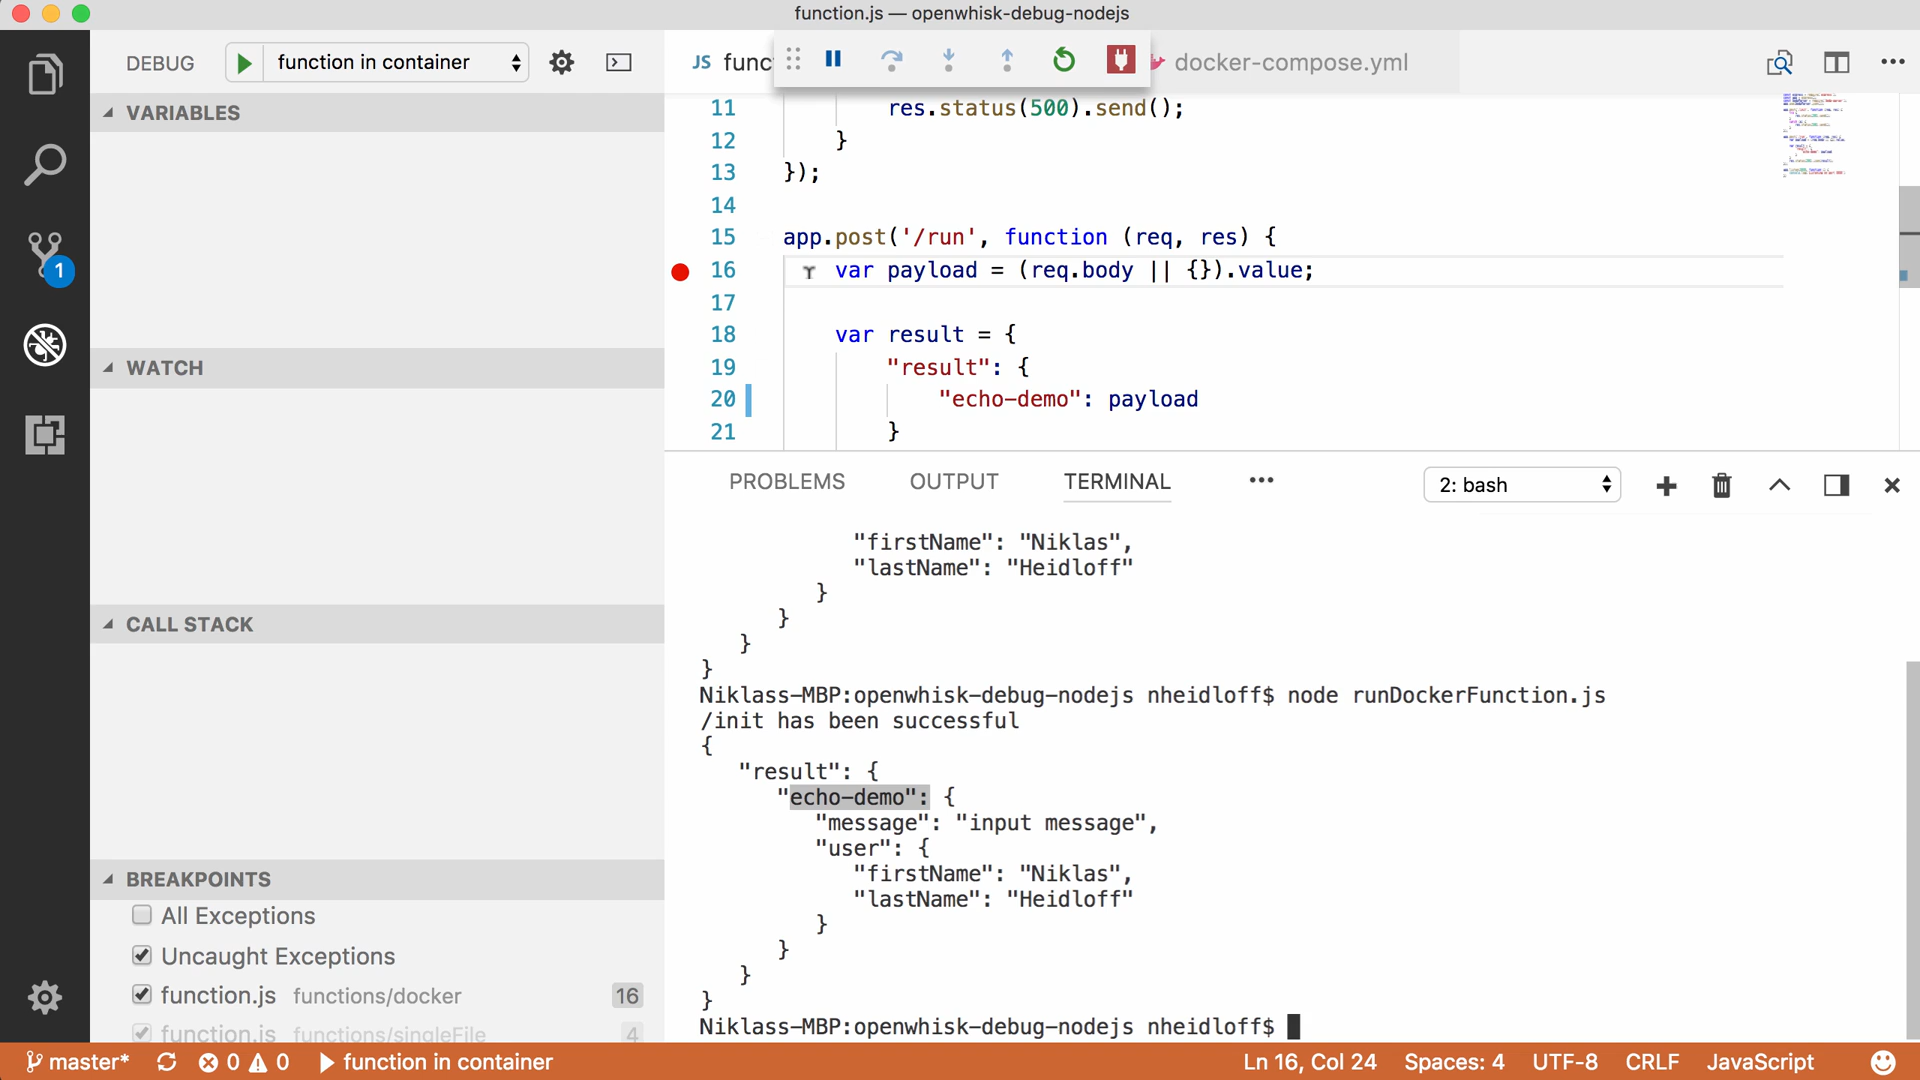 function.js — openwhisk-debug-nodejs
DEBUG
function in container
JS func
docker-compose.yml
VARIABLES
WATCH
CALL STACK
BREAKPOINTS
All Exceptions
Uncaught Exceptions
function.js functions/docker 16
function.js functions/singleFile 4
1
11 res.status(500).send();
12 }
13 });
14
15 app.post('/run', function (req, res) {
16 var payload = (req.body || {}).value;
17
18 var result = {
19 "result": {
20 "echo-demo": payload
21 }
PROBLEMS OUTPUT TERMINAL ••• 2: bash
"firstName": "Niklas",
"lastName": "Heidloff"
}
}
}
}
Niklass-MBP:openwhisk-debug-nodejs nheidloff$ node runDockerFunction.js
/init has been successful
{
"result": {
"echo-demo": {
"message": "input message",
"user": {
"firstName": "Niklas",
"lastName": "Heidloff"
}
}
}
}
Niklass-MBP:openwhisk-debug-nodejs nheidloff$
master* 0 0 function in container Ln 16, Col 24 Spaces: 4 UTF-8 CRLF JavaScript